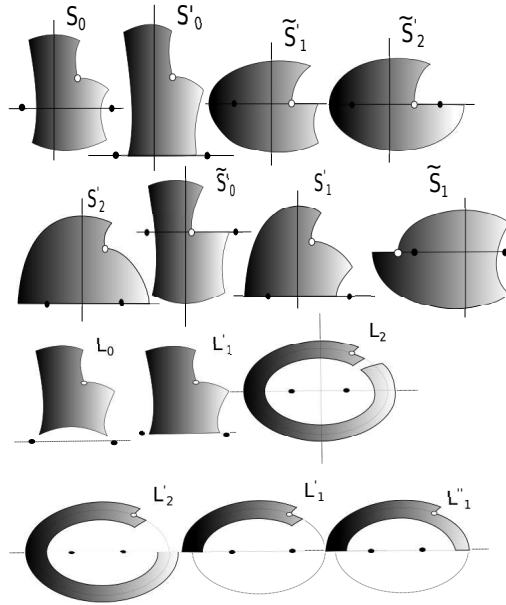 S₀ S'₀ S̃'₁ S̃'₂
S'₂ S̃'₀ S'₁ S̃₁
L₀ L'₁ L₂
L'₂ L'₁ L''₁